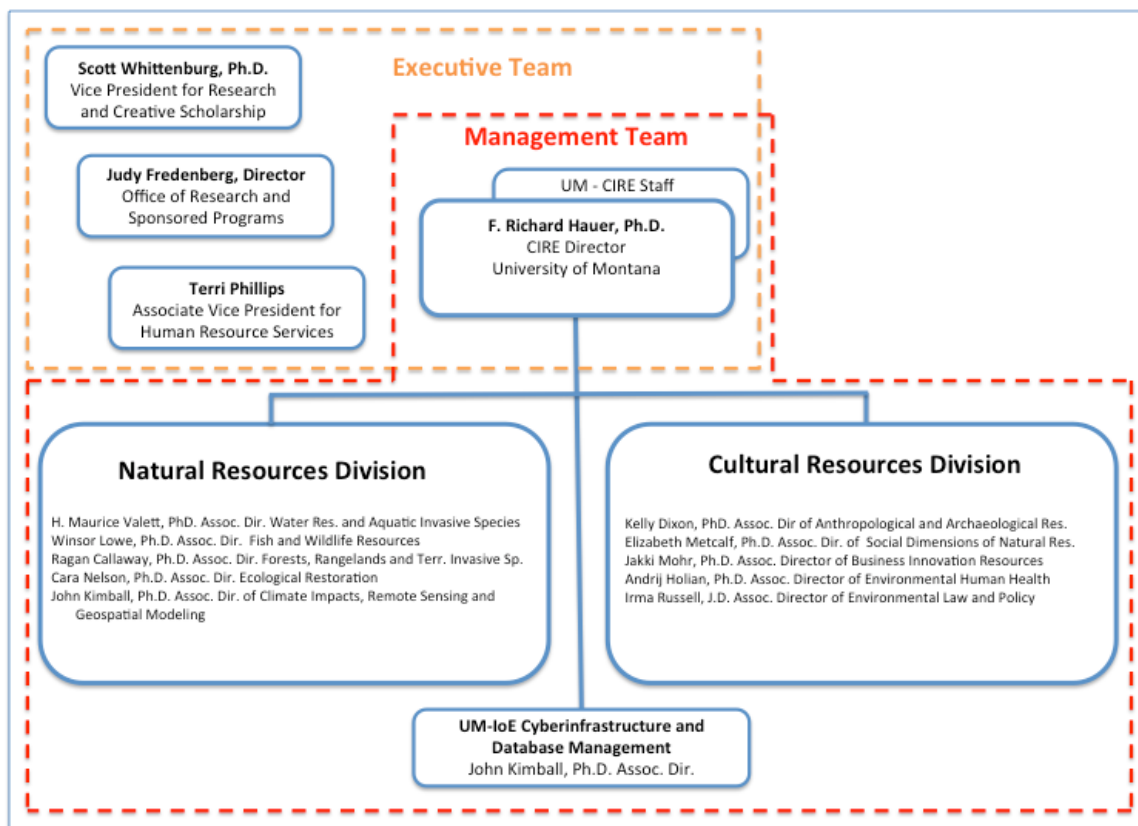 Executive Team
Scott Whittenburg, Ph.D.
Vice President for Research
and Creative Scholarship
Judy Fredenberg, Director
Office of Research and
Sponsored Programs
Terri Phillips
Associate Vice President for
Human Resource Services
Management Team
UM - CIRE Staff
F. Richard Hauer, Ph.D.
CIRE Director
University of Montana
Natural Resources Division
H. Maurice Valett, PhD. Assoc. Dir. Water Res. and Aquatic Invasive Species
Winsor Lowe, Ph.D. Assoc. Dir. Fish and Wildlife Resources
Ragan Callaway, Ph.D. Assoc. Dir. Forests, Rangelands and Terr. Invasive Sp.
Cara Nelson, Ph.D. Assoc. Dir. Ecological Restoration
John Kimball, Ph.D. Assoc. Dir. of Climate Impacts, Remote Sensing and
Geospatial Modeling
Cultural Resources Division
Kelly Dixon, PhD. Assoc. Dir of Anthropological and Archaeological Res.
Elizabeth Metcalf, Ph.D. Assoc. Dir. of Social Dimensions of Natural Res.
Jakki Mohr, Ph.D. Assoc. Director of Business Innovation Resources
Andrij Holian, Ph.D. Assoc. Director of Environmental Human Health
Irma Russell, J.D. Assoc. Director of Environmental Law and Policy
UM-IoE Cyberinfrastructure and
Database Management
John Kimball, Ph.D. Assoc. Dir.